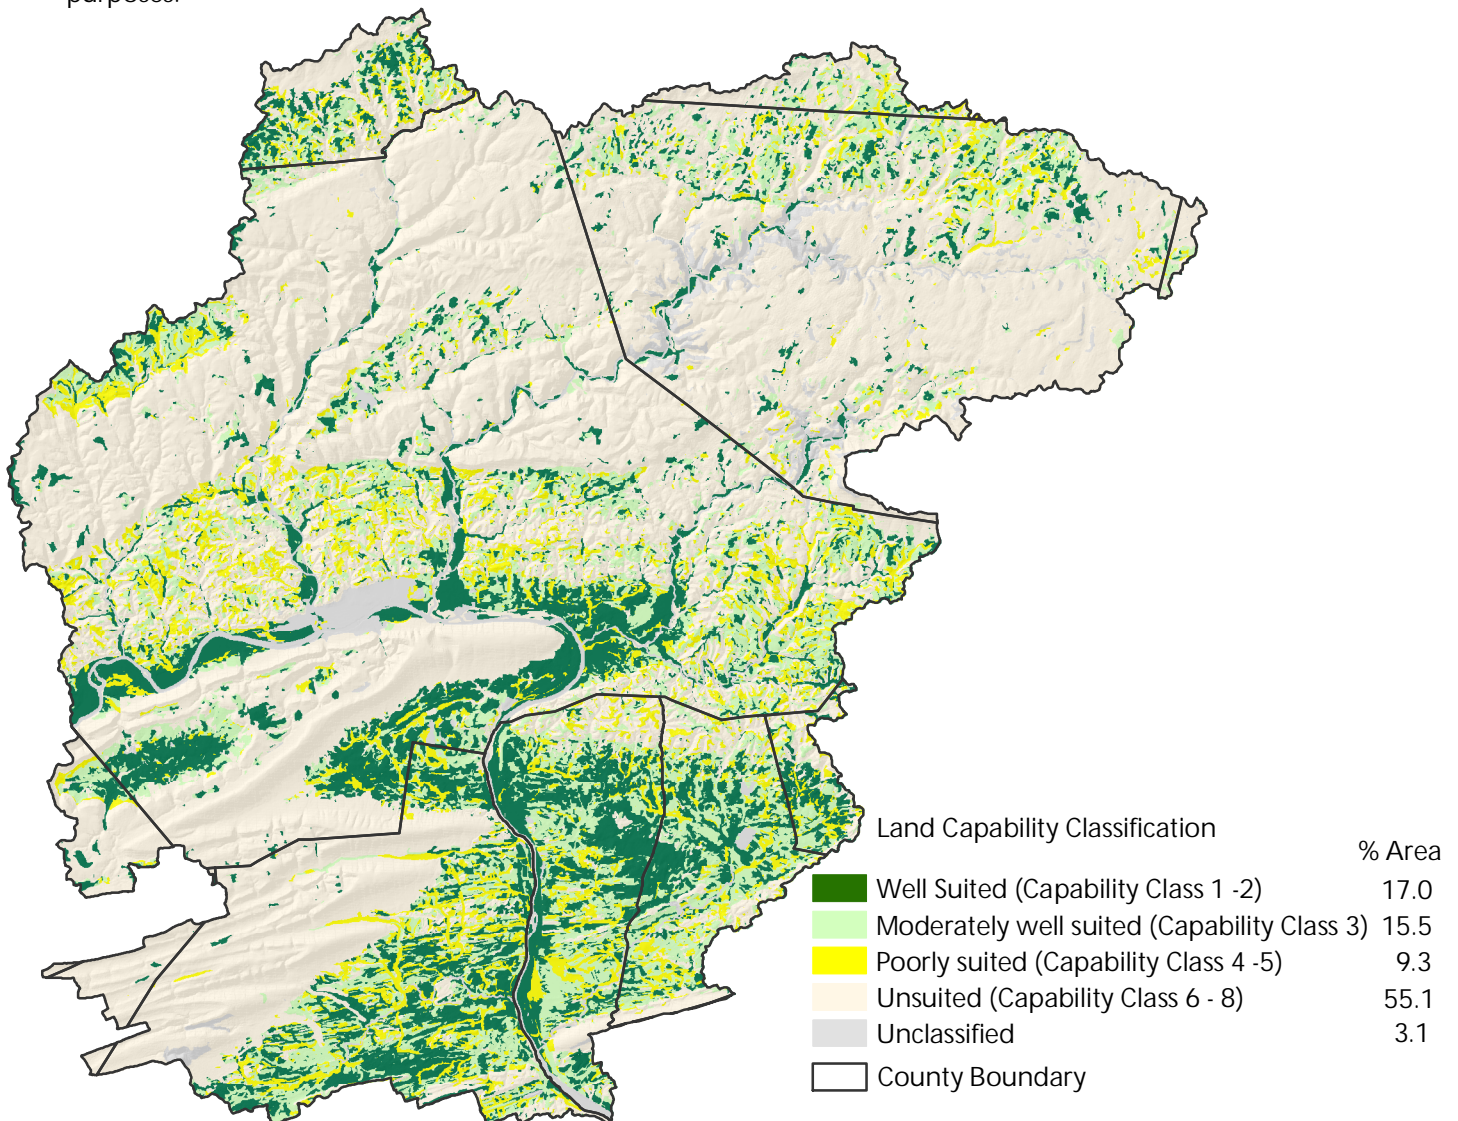 purposes.
Land Capability Classification
% Area
Well Suited (Capability Class 1 -2) 17.0
Moderately well suited (Capability Class 3) 15.5
Poorly suited (Capability Class 4 -5) 9.3
Unsuited (Capability Class 6 - 8) 55.1
Unclassified 3.1
County Boundary